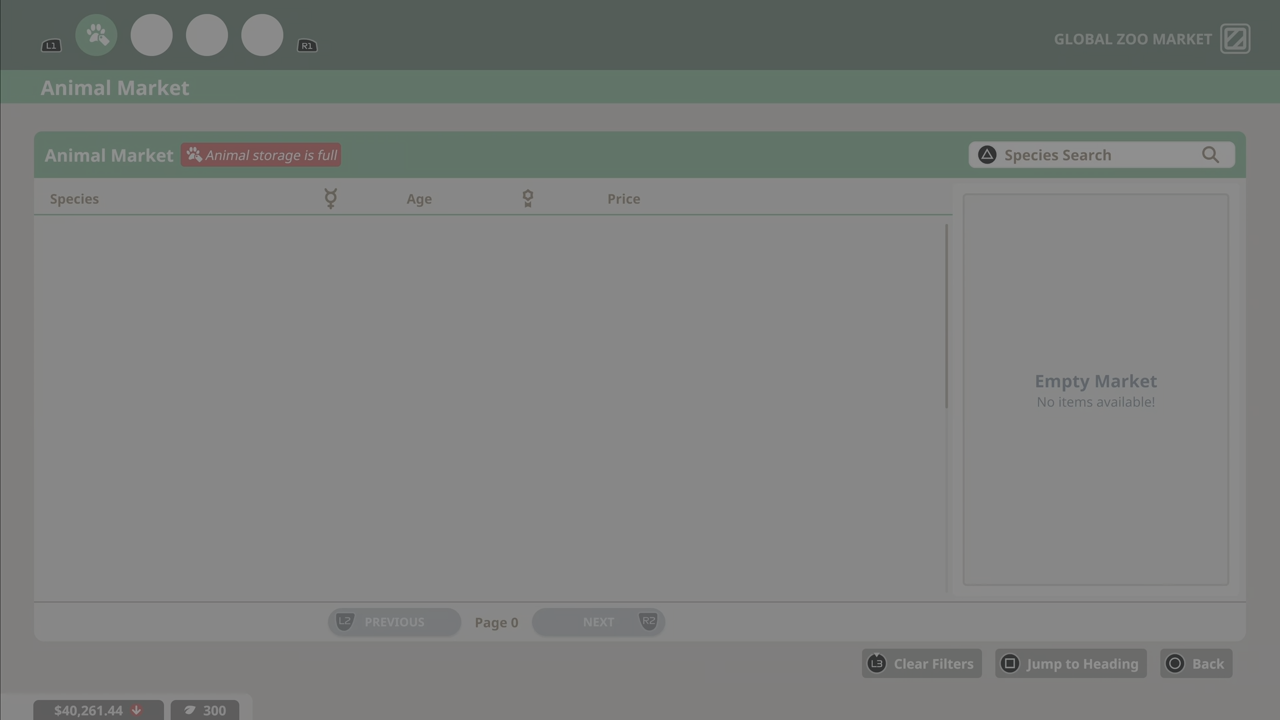 L1
R1
GLOBAL ZOO MARKET
Animal Market
Animal Market
Animal storage is full
Species Search
Species
Age
Price
Empty Market
No items available!
L2
PREVIOUS
Page 0
NEXT
R2
L3
Clear Filters
Jump to Heading
Back
$40,261.44
300